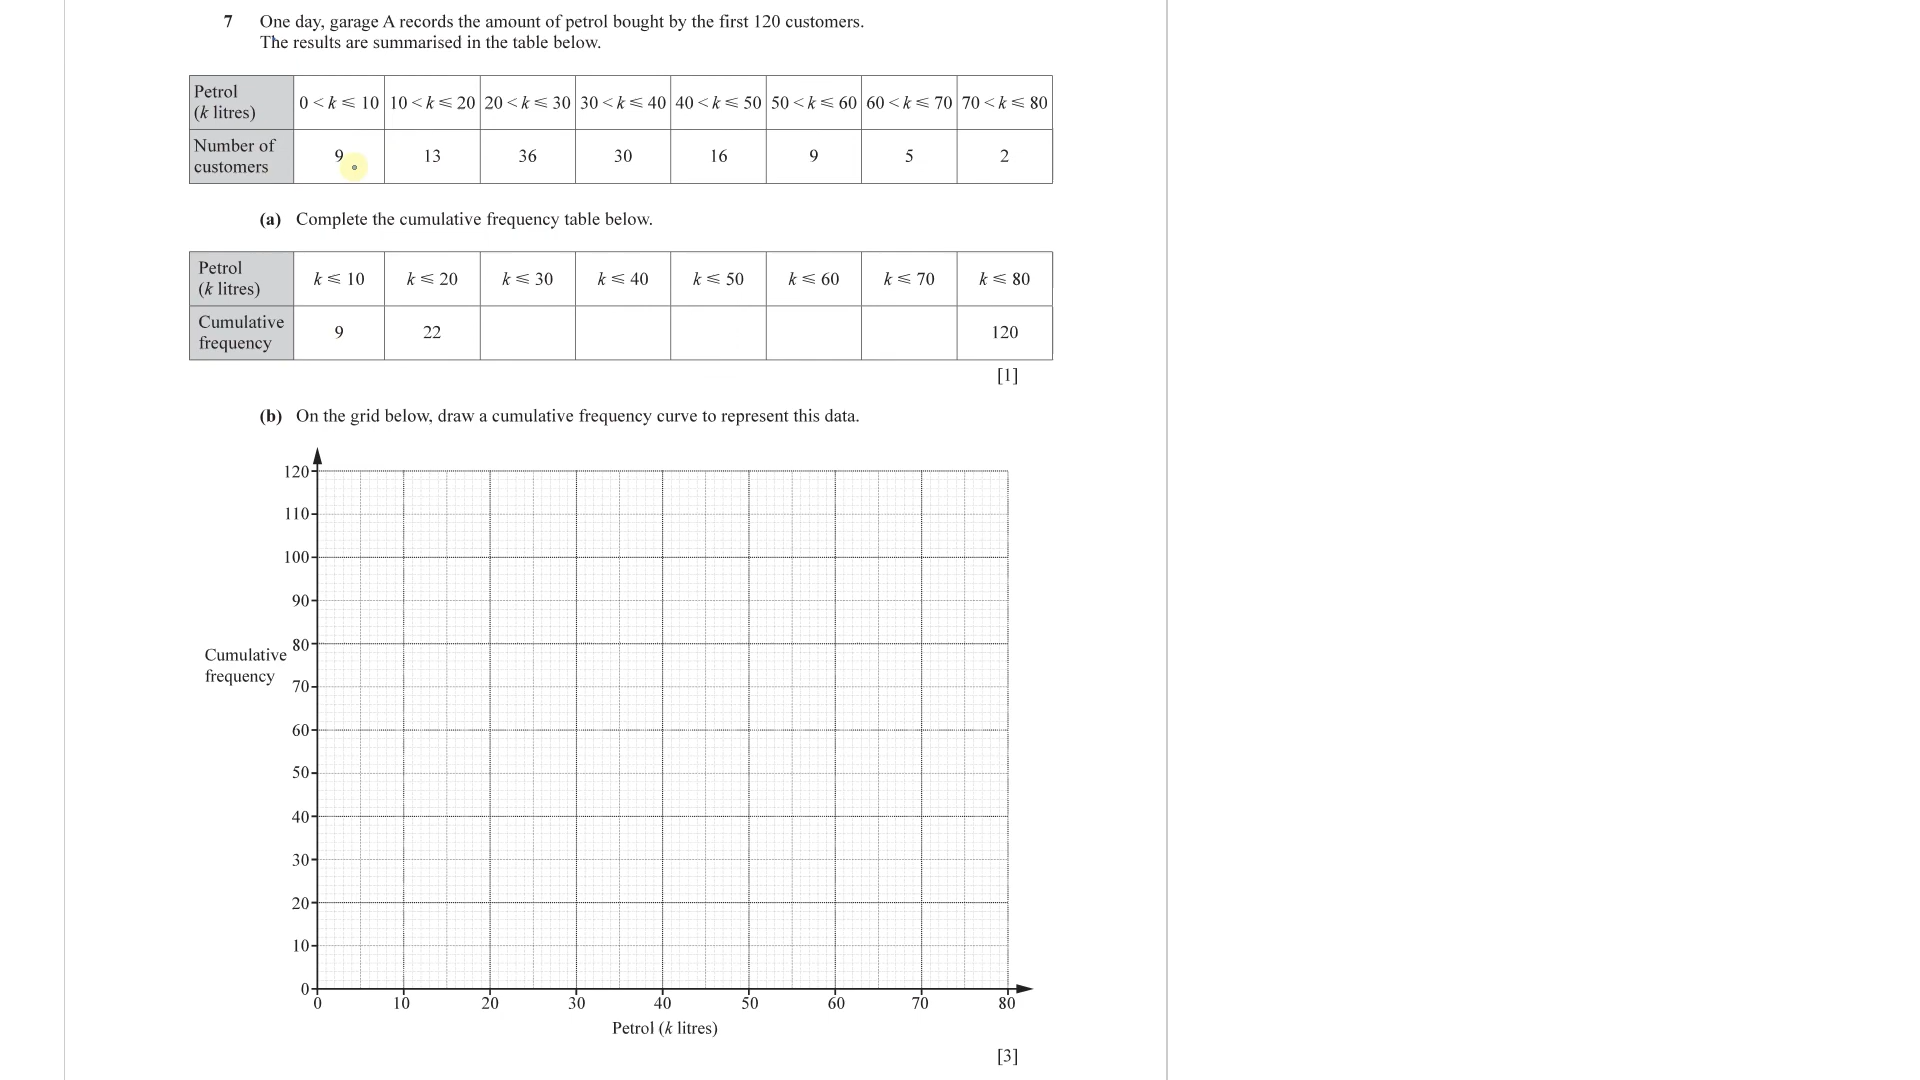 7 One day, garage A records the amount of petrol bought by the first 120 customers.
The results are summarised in the table below.
Petrol (k litres) 0 < k ⩽ 10 10 < k ⩽ 20 20 < k ⩽ 30 30 < k ⩽ 40 40 < k ⩽ 50 50 < k ⩽ 60 60 < k ⩽ 70 70 < k ⩽ 80
Number of customers 9 13 36 30 16 9 5 2
(a) Complete the cumulative frequency table below.
Petrol (k litres) k ⩽ 10 k ⩽ 20 k ⩽ 30 k ⩽ 40 k ⩽ 50 k ⩽ 60 k ⩽ 70 k ⩽ 80
Cumulative frequency 9 22 120
[1]
(b) On the grid below, draw a cumulative frequency curve to represent this data.
120
110
100
90
80
Cumulative
frequency
70
60
50
40
30
20
10
0
0 10 20 30 40 50 60 70 80
Petrol (k litres)
[3]